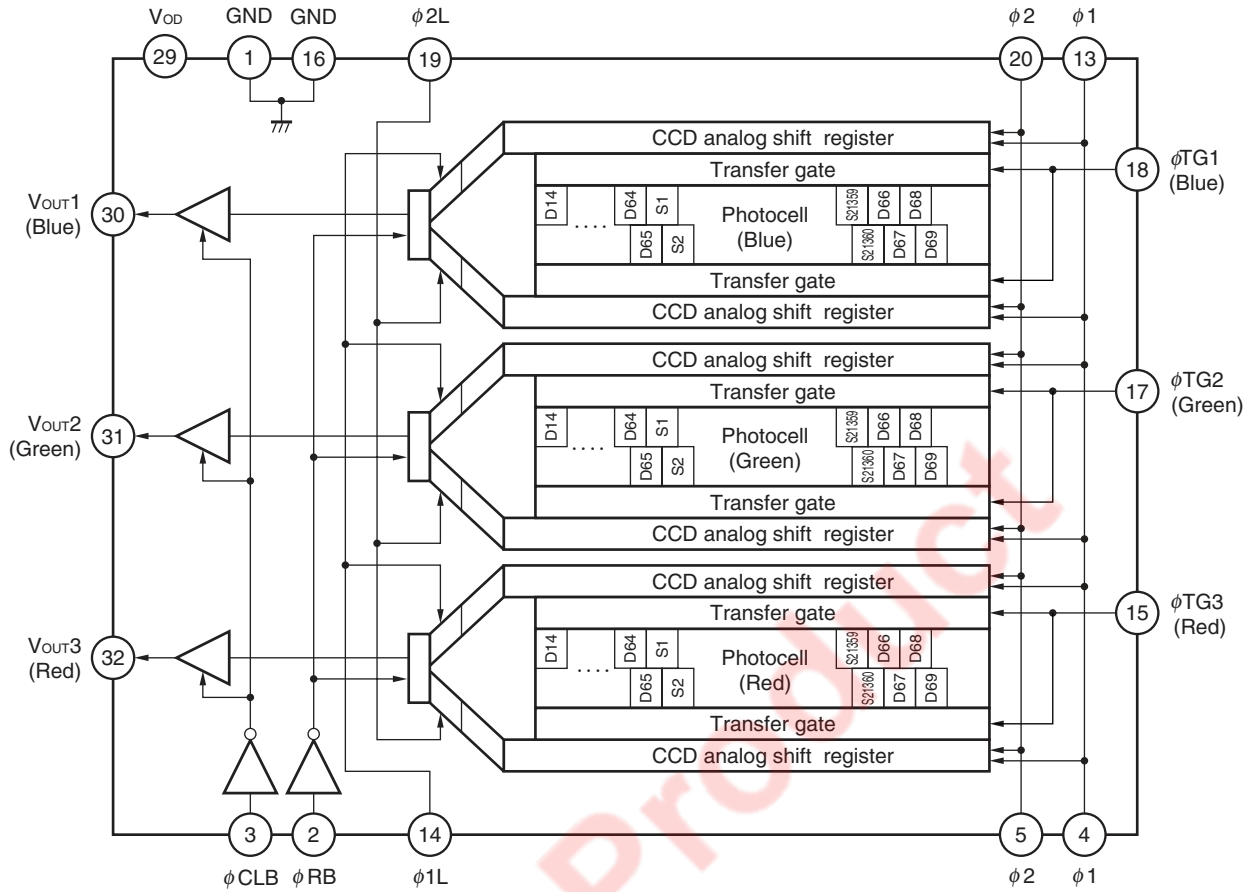 VOD GND GND φ2L φ2 φ1
29 1 16 19 20 13
CCD analog shift register
Transfer gate
18 φTG1
(Blue)
D14 D64 S1 S21359 D66 D68
Photocell
(Blue)
.... D65 S2 S21360 D67 D69
VOUT1
(Blue)
30
Transfer gate
CCD analog shift register
CCD analog shift register
Transfer gate
17 φTG2
(Green)
D14 D64 S1 S21359 D66 D68
Photocell
(Green)
.... D65 S2 S21360 D67 D69
VOUT2
(Green)
31
Transfer gate
CCD analog shift register
CCD analog shift register
Transfer gate
15 φTG3
(Red)
D14 D64 S1 S21359 D66 D68
Photocell
(Red)
.... D65 S2 S21360 D67 D69
VOUT3
(Red)
32
Transfer gate
CCD analog shift register
3 2 14 5 4
φCLB φRB φ1L φ2 φ1
Product